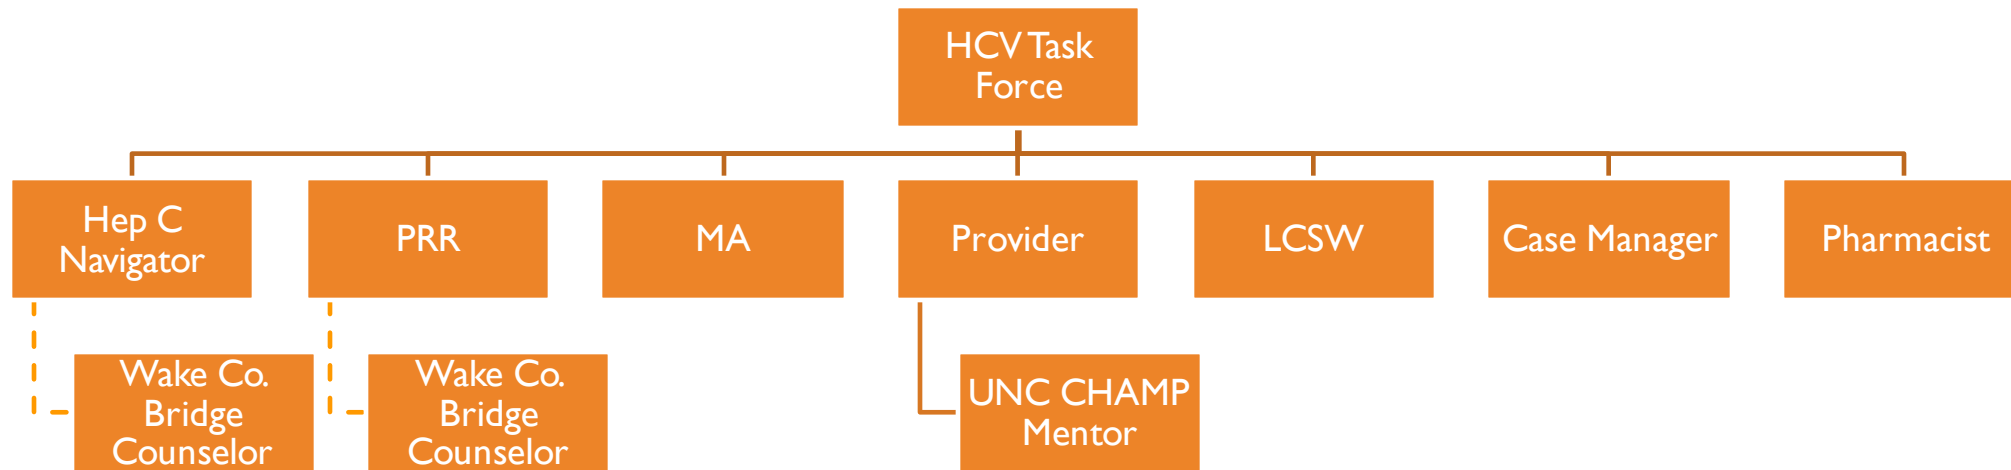 HCV Task
Force
Hep C
Navigator
PRR
MA
Provider
LCSW
Case Manager
Pharmacist
Wake Co.
Bridge
Counselor
Wake Co.
Bridge
Counselor
UNC CHAMP
Mentor